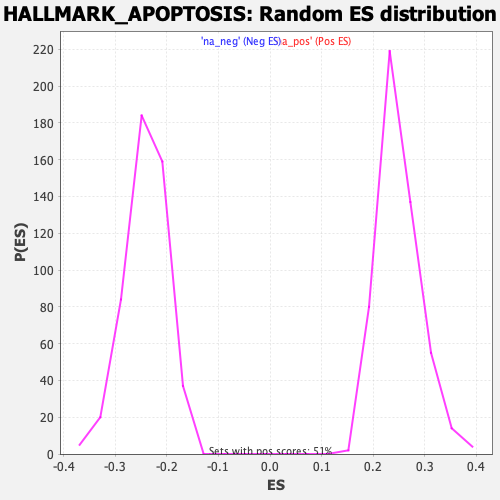 HALLMARK_APOPTOSIS: Random ES distribution
'na_neg' (Neg ES)
a_pos' (Pos ES)
220
200
180
160
140
120
100
80
60
40
20
0
P(ES)
Sets with pos scores: 51%
-0.4 -0.3 -0.2 -0.1 0.0 0.1 0.2 0.3 0.4
ES